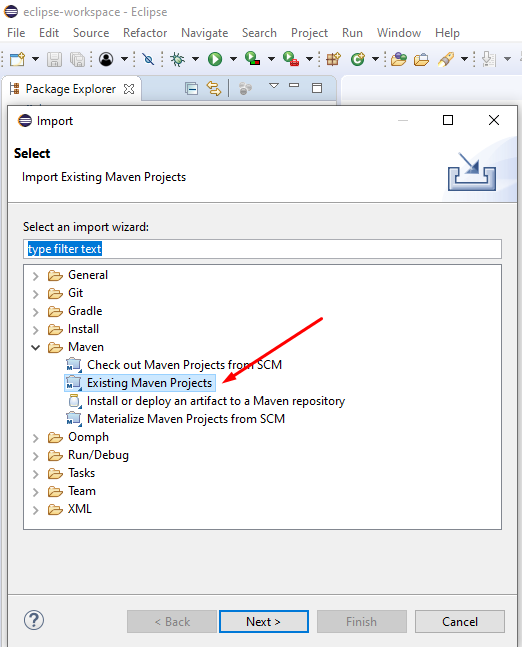 eclipse-workspace - Eclipse
File Edit Source Refactor Navigate Search Project Run Window Help
Package Explorer
Import
Select
Import Existing Maven Projects
Select an import wizard:
type filter text
General
Git
Gradle
Install
Maven
Check out Maven Projects from SCM
Existing Maven Projects
Install or deploy an artifact to a Maven repository
Materialize Maven Projects from SCM
Oomph
Run/Debug
Tasks
Team
XML
? < Back Next > Finish Cancel